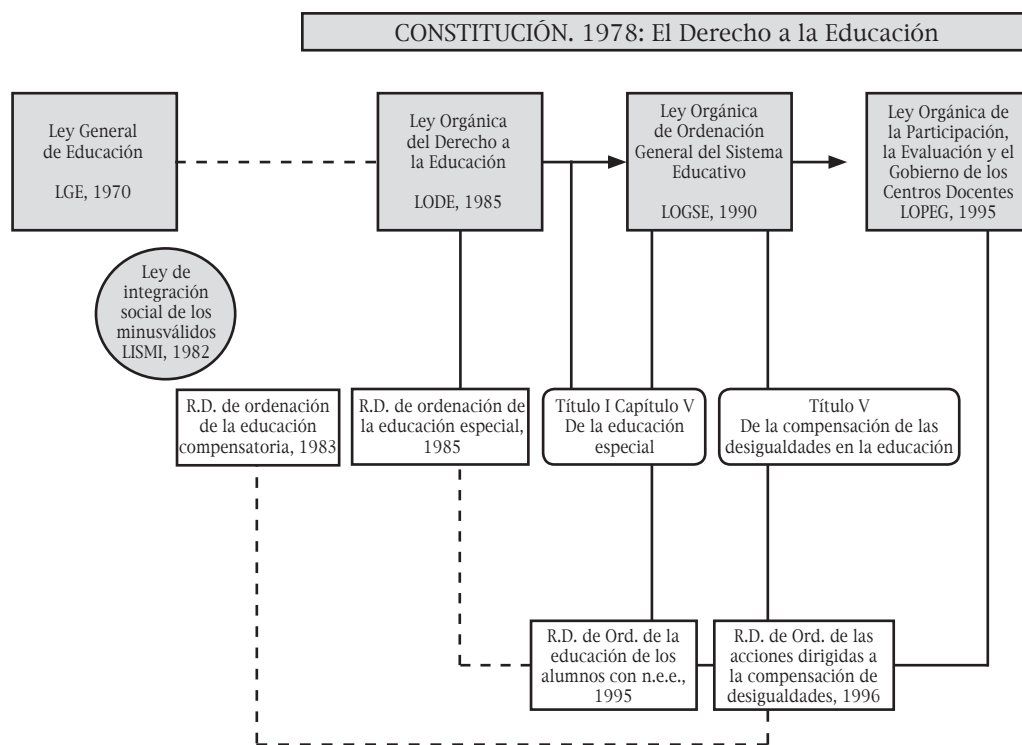 CONSTITUCIÓN. 1978: El Derecho a la Educación
Ley General
de Educación
LGE, 1970
Ley Orgánica
del Derecho a
la Educación
LODE, 1985
Ley Orgánica
de Ordenación
General del Sistema
Educativo
LOGSE, 1990
Ley Orgánica de
la Participación,
la Evaluación y el
Gobierno de los
Centros Docentes
LOPEG, 1995
Ley de
integración
social de los
minusválidos
LISMI, 1982
R.D. de ordenación
de la educación
compensatoria, 1983
R.D. de ordenación de
la educación especial,
1985
Título I Capítulo V
De la educación
especial
Título V
De la compensación de las
desigualdades en la educación
R.D. de Ord. de la
educación de los
alumnos con n.e.e.,
1995
R.D. de Ord. de las
acciones dirigidas a
la compensación de
desigualdades, 1996